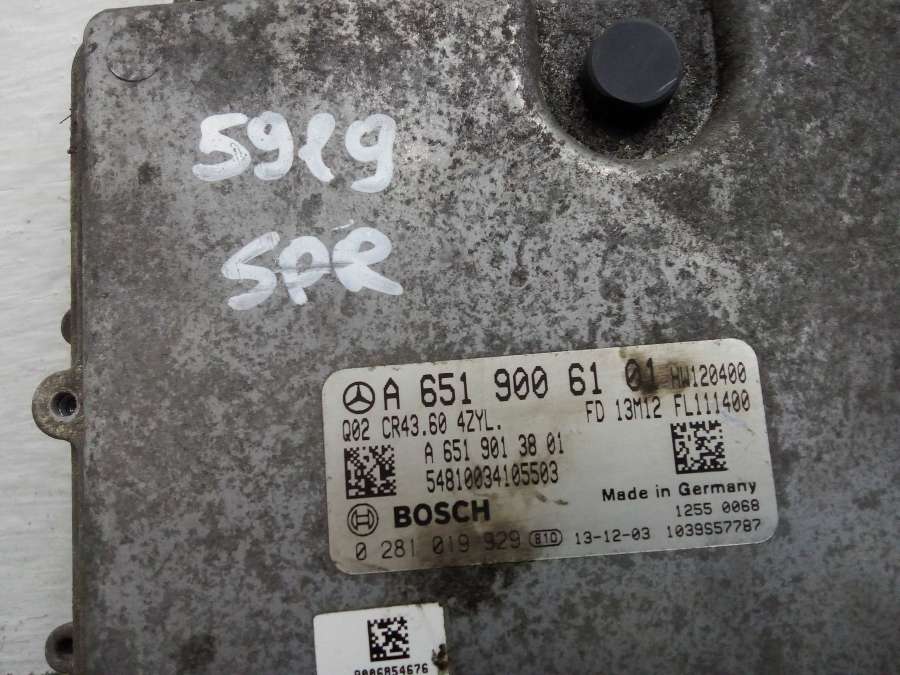 5919
SPR
A 651 900 61 01 HW120400
Q02 CR43.60 4ZYL. FD 13M12 FL111400
A 651 901 38 01
54810034105503
Made in Germany
BOSCH 1255 0068
0 281 019 929 810 13-12-03 1039S57787